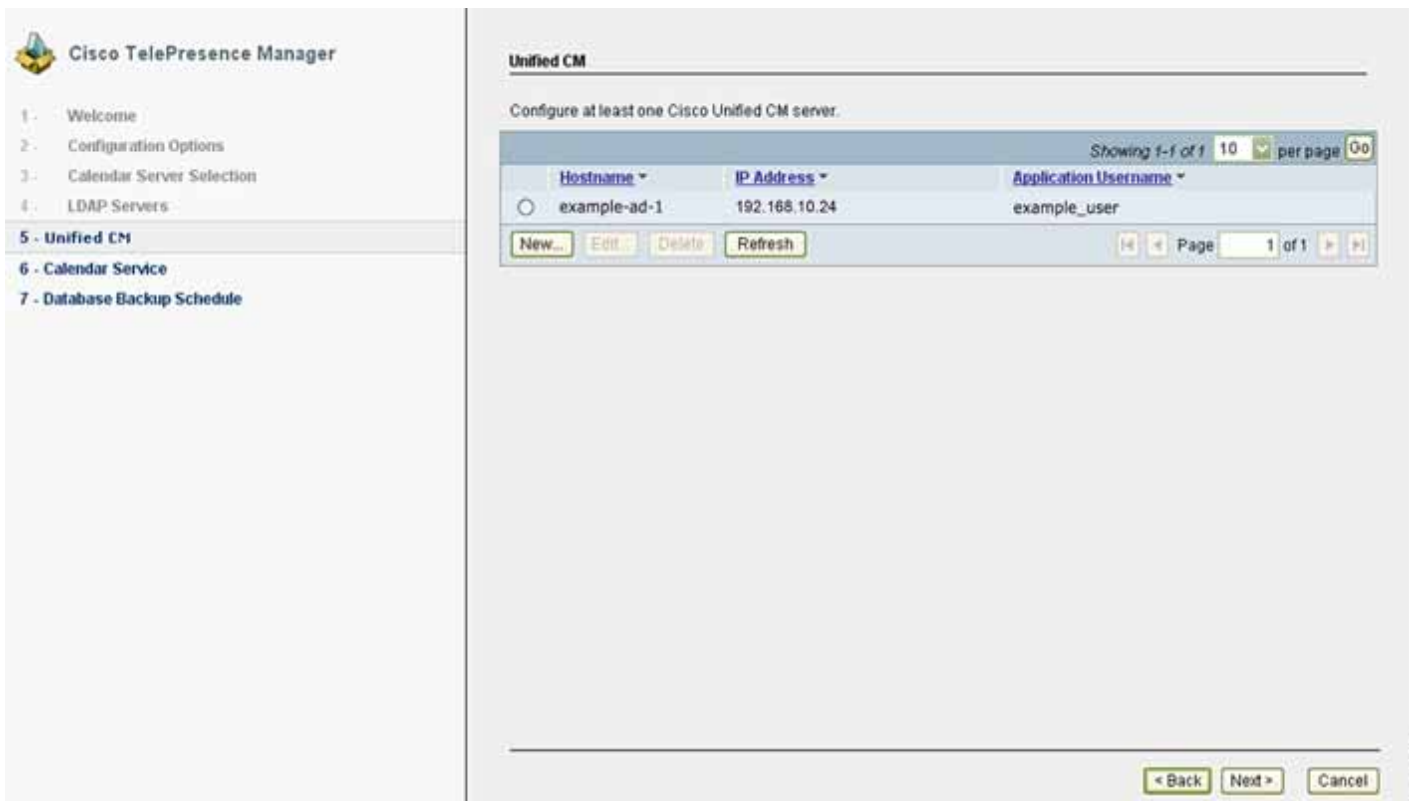 Cisco TelePresence Manager
1 - Welcome
2 - Configuration Options
3 - Calendar Server Selection
4 - LDAP Servers
5 - Unified CM
6 - Calendar Service
7 - Database Backup Schedule
Unified CM
Configure at least one Cisco Unified CM server.
Showing 1-1 of 1 10 per page Go
Hostname IP Address Application Username
example-ad-1 192.168.10.24 example_user
New... Edit... Delete Refresh Page 1 of 1
< Back Next > Cancel